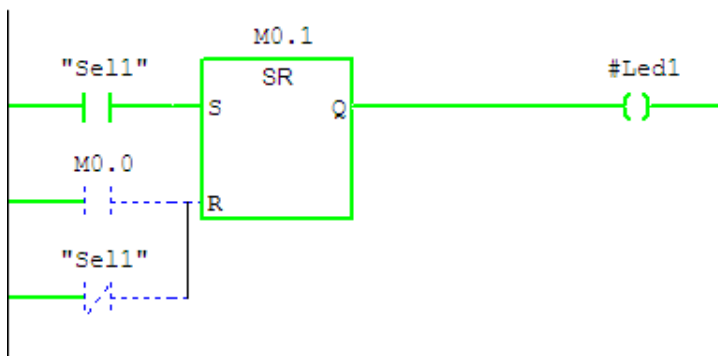 M0.1
"Sel1" SR #Led1
S Q
M0.0
R
"Sel1"